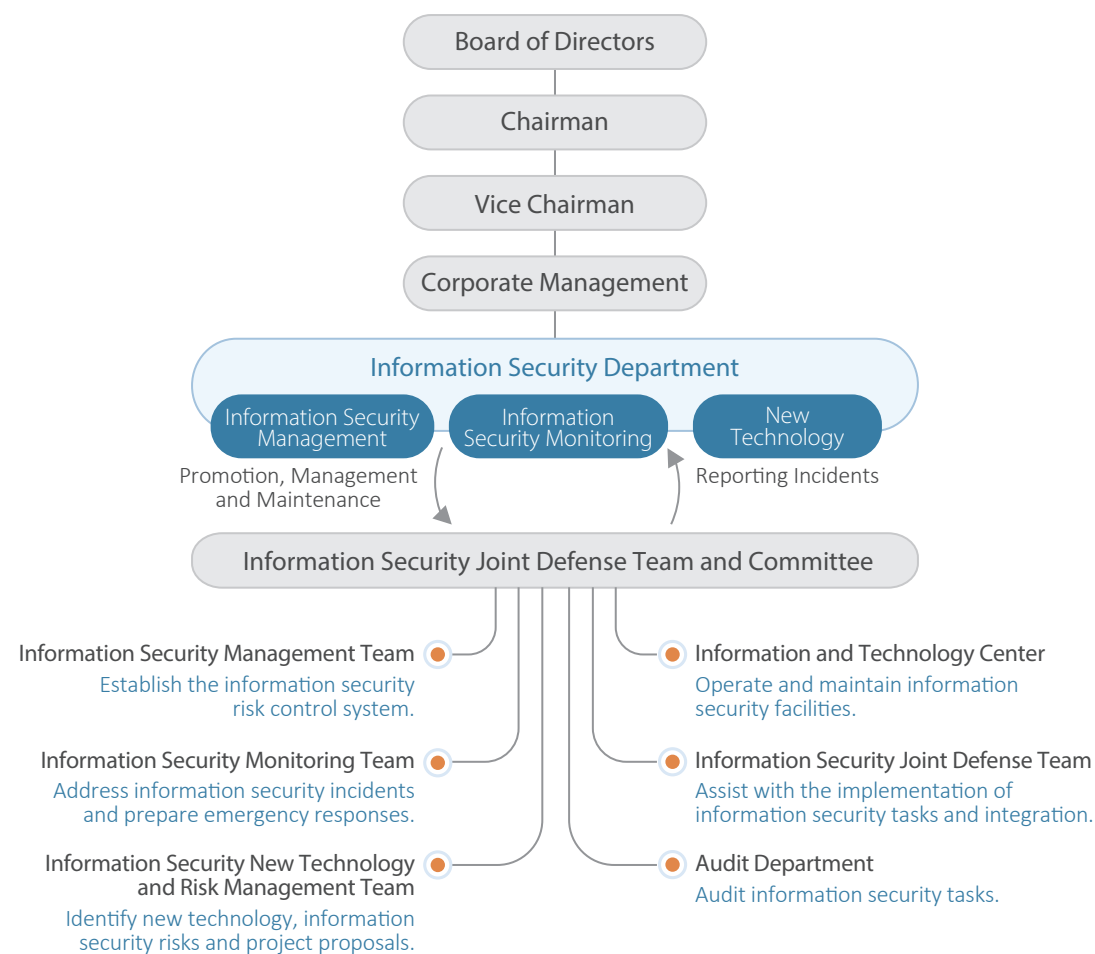 Board of Directors
Chairman
Vice Chairman
Corporate Management
Information Security Department
Information Security
Management
Information
Security Monitoring
New
Technology
Promotion, Management
and Maintenance
Reporting Incidents
Information Security Joint Defense Team and Committee
Information Security Management Team
Establish the information security
risk control system.
Information Security Monitoring Team
Address information security incidents
and prepare emergency responses.
Information Security New Technology
and Risk Management Team
Identify new technology, information
security risks and project proposals.
Information and Technology Center
Operate and maintain information
security facilities.
Information Security Joint Defense Team
Assist with the implementation of
information security tasks and integration.
Audit Department
Audit information security tasks.